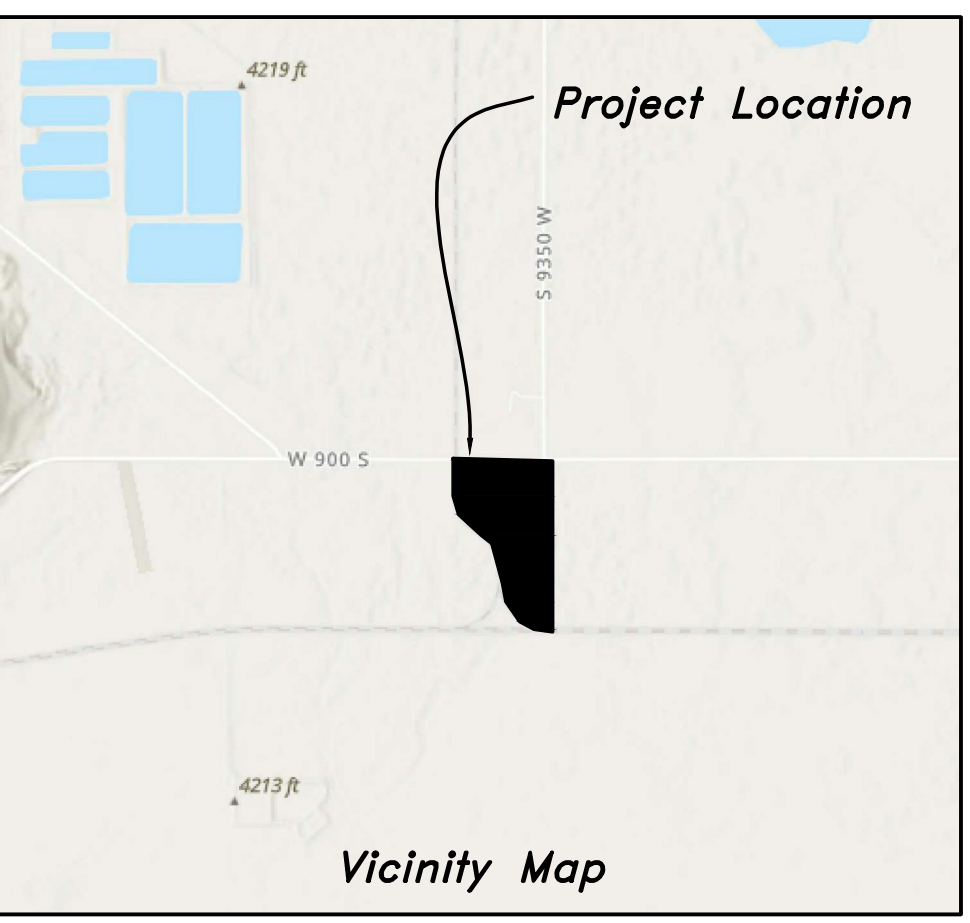 4219 ft
Project Location
S 9350 W
W 900 S
4213 ft
Vicinity Map